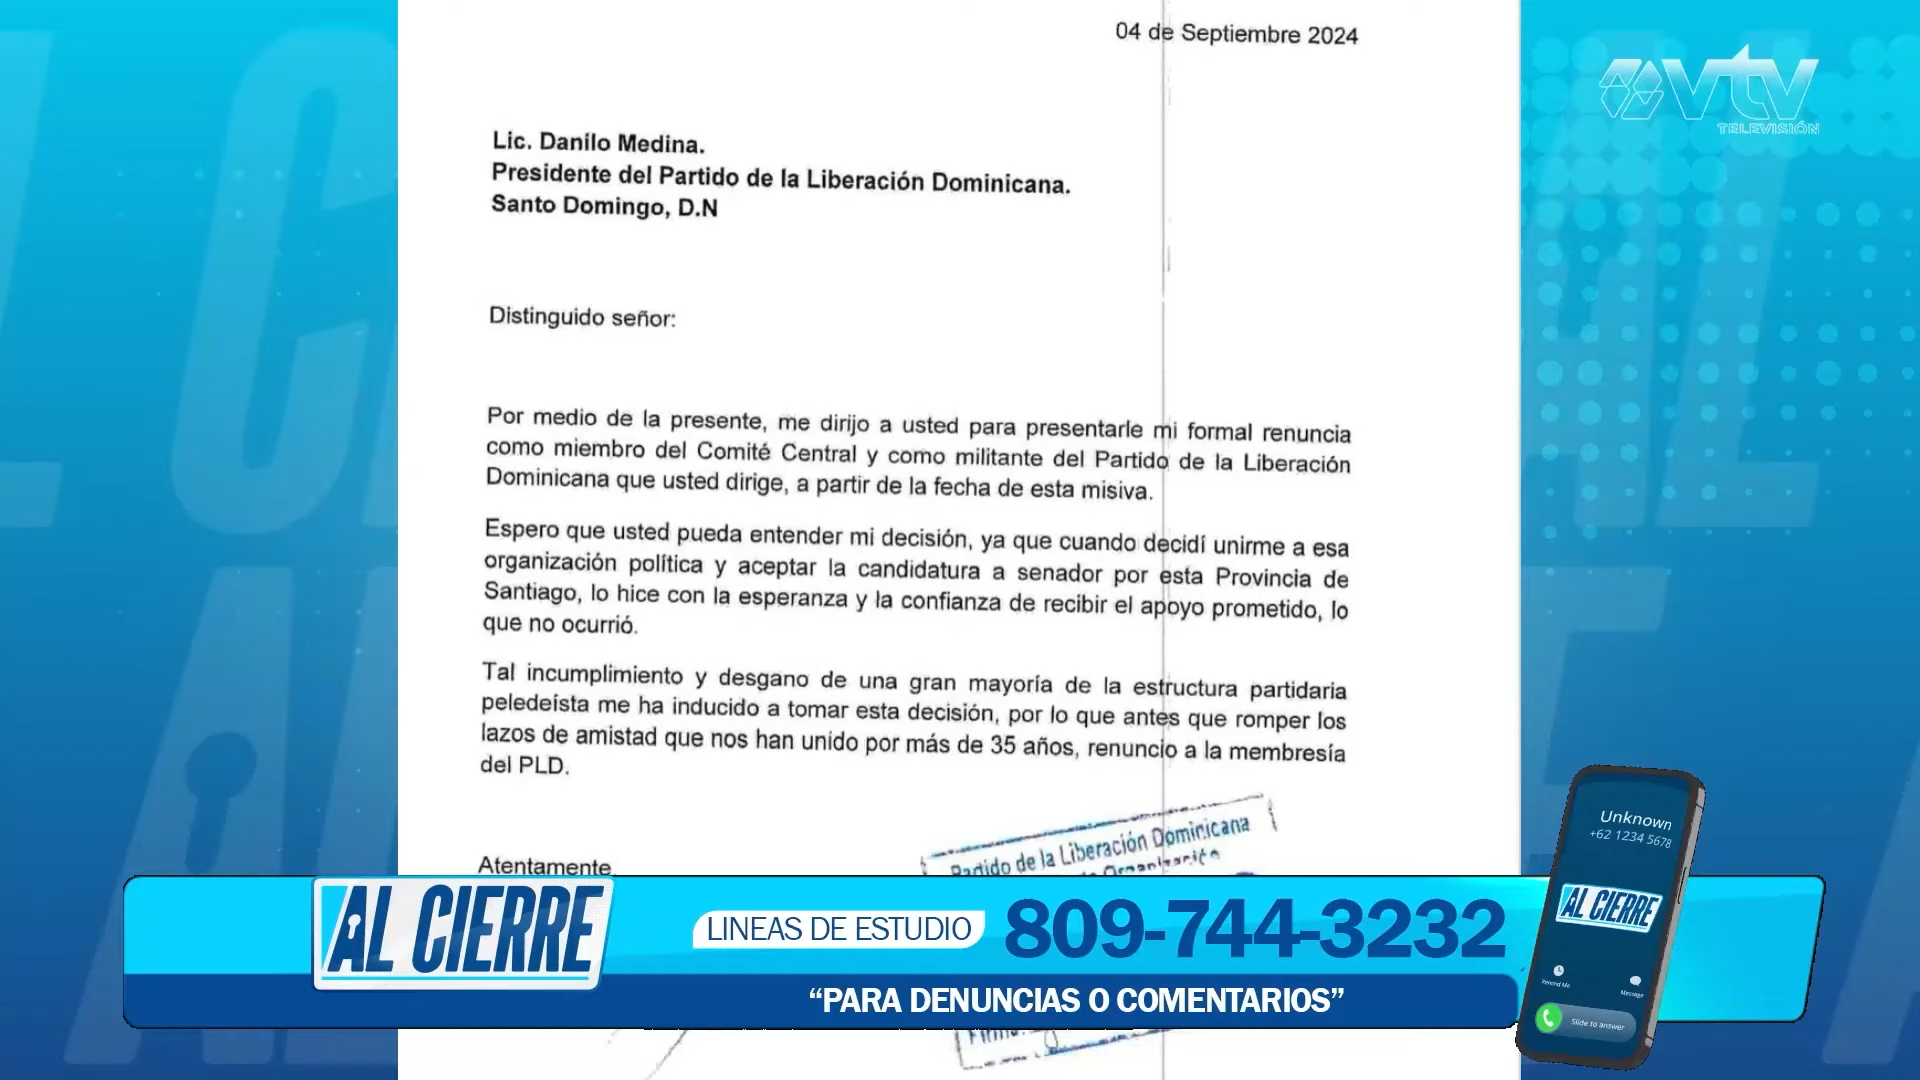 04 de Septiembre 2024
VTV
TELEVISIÓN
Lic. Danilo Medina.
Presidente del Partido de la Liberación Dominicana.
Santo Domingo, D.N
Distinguido señor:
Por medio de la presente, me dirijo a usted para presentarle mi formal renuncia
como miembro del Comité Central y como militante del Partido de la Liberación
Dominicana que usted dirige, a partir de la fecha de esta misiva.
Espero que usted pueda entender mi decisión, ya que cuando decidí unirme a esa
organización política y aceptar la candidatura a senador por esta Provincia de
Santiago, lo hice con la esperanza y la confianza de recibir el apoyo prometido, lo
que no ocurrió.
Tal incumplimiento y desgano de una gran mayoría de la estructura partidaria
peledeísta me ha inducido a tomar esta decisión, por lo que antes que romper los
lazos de amistad que nos han unido por más de 35 años, renuncio a la membresía
del PLD.
Atentamente
Partido de la Liberación Dominicana
AL CIERRE
LINEAS DE ESTUDIO
809-744-3232
“PARA DENUNCIAS O COMENTARIOS”
Unknown
+62 1234 5678
AL CIERRE
Remind Me
Message
Slide to answer